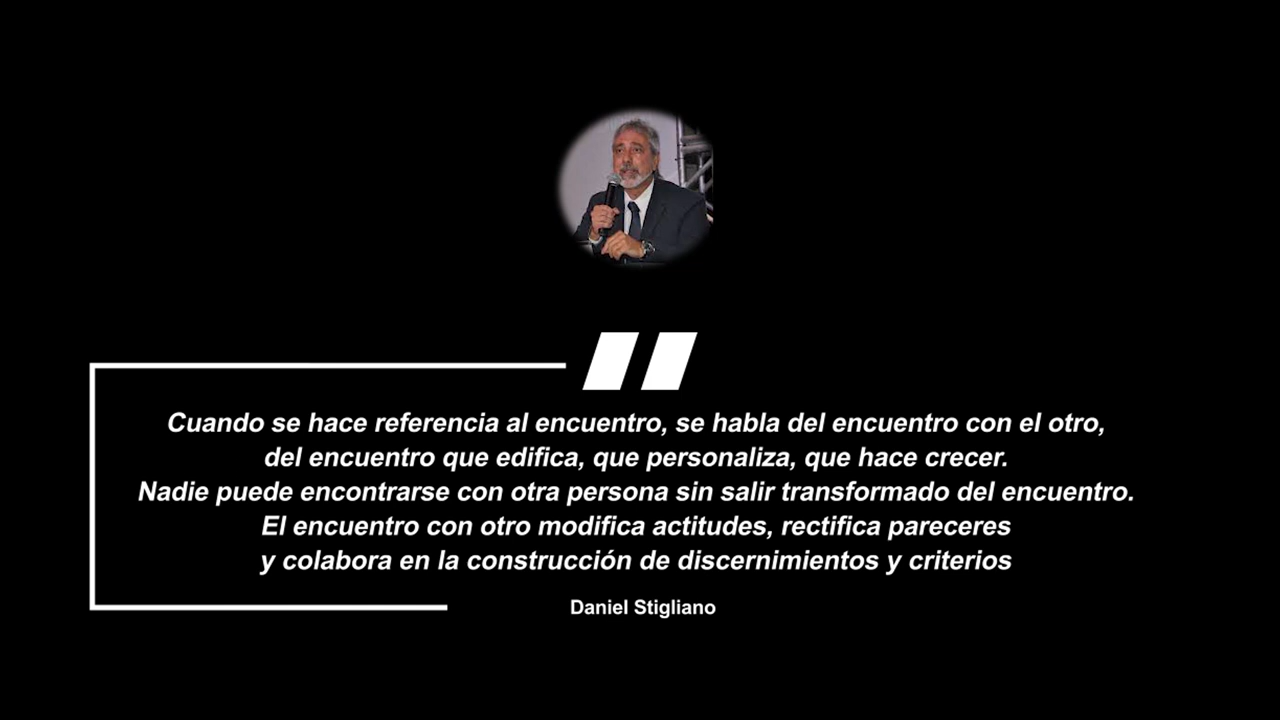 Cuando se hace referencia al encuentro, se habla del encuentro con el otro,
del encuentro que edifica, que personaliza, que hace crecer.
Nadie puede encontrarse con otra persona sin salir transformado del encuentro.
El encuentro con otro modifica actitudes, rectifica pareceres
y colabora en la construcción de discernimientos y criterios
Daniel Stigliano